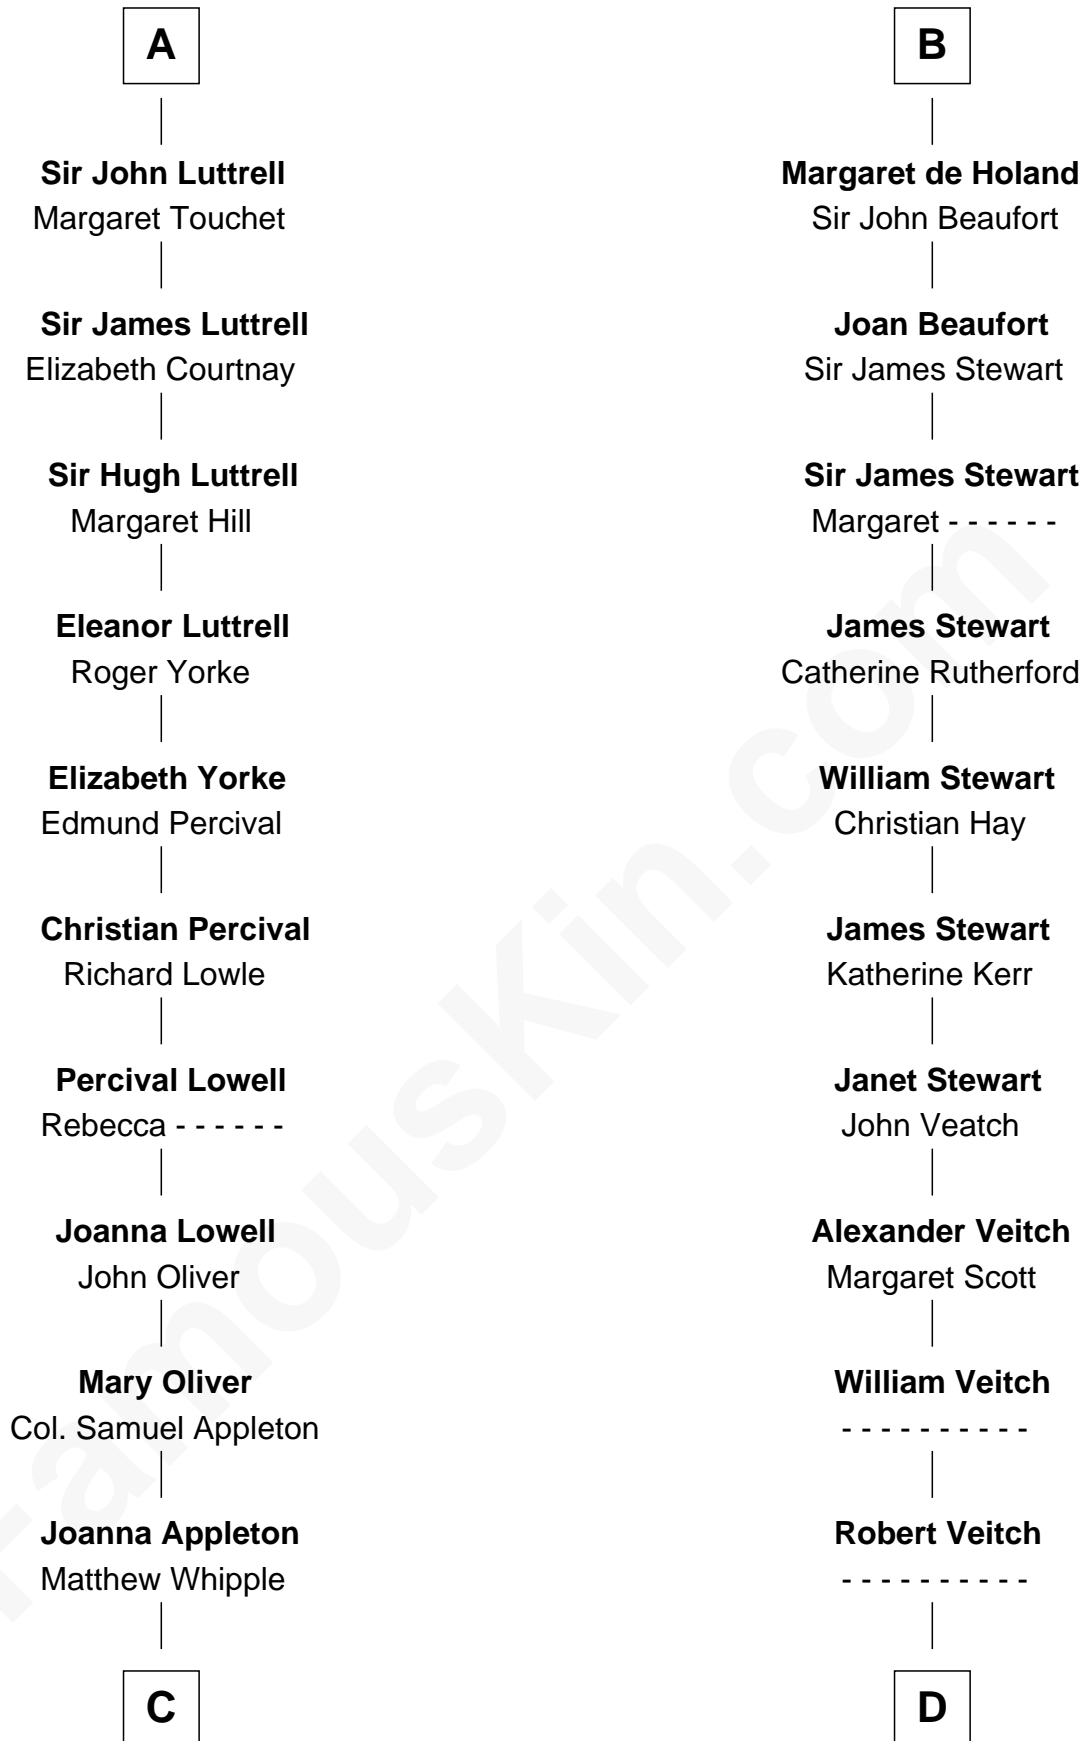 A
Sir John Luttrell
Margaret Touchet
Sir James Luttrell
Elizabeth Courtnay
Sir Hugh Luttrell
Margaret Hill
Eleanor Luttrell
Roger Yorke
Elizabeth Yorke
Edmund Percival
Christian Percival
Richard Lowle
Percival Lowell
Rebecca - - - - - -
Joanna Lowell
John Oliver
Mary Oliver
Col. Samuel Appleton
Joanna Appleton
Matthew Whipple
C
B
Margaret de Holand
Sir John Beaufort
Joan Beaufort
Sir James Stewart
Sir James Stewart
Margaret - - - - - -
James Stewart
Catherine Rutherford
William Stewart
Christian Hay
James Stewart
Katherine Kerr
Janet Stewart
John Veatch
Alexander Veitch
Margaret Scott
William Veitch
- - - - - - - - - -
Robert Veitch
- - - - - - - - - -
D
FamousKin.com